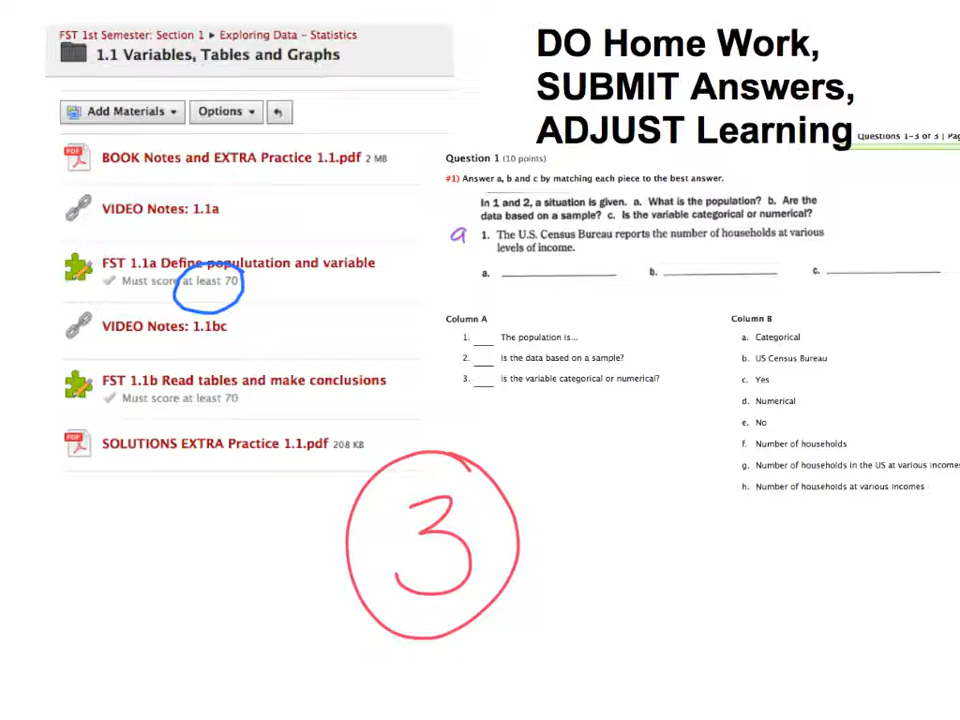 FST 1st Semester: Section 1 ▸ Exploring Data - Statistics
1.1 Variables, Tables and Graphs
Add Materials
Options
BOOK Notes and EXTRA Practice 1.1.pdf 2 MB
VIDEO Notes: 1.1a
FST 1.1a Define populutation and variable
Must score at least 70
VIDEO Notes: 1.1bc
FST 1.1b Read tables and make conclusions
Must score at least 70
SOLUTIONS EXTRA Practice 1.1.pdf 208 KB
3
DO Home Work,
SUBMIT Answers,
ADJUST Learning
Questions 1-3 of 3 | Pag
Question 1 (10 points)
#1) Answer a, b and c by matching each piece to the best answer.
In 1 and 2, a situation is given. a. What is the population? b. Are the
data based on a sample? c. Is the variable categorical or numerical?
a 1. The U.S. Census Bureau reports the number of households at various
levels of income.
a. ____ b. ____ c. ____
Column A
1. ____ The population is...
2. ____ Is the data based on a sample?
3. ____ Is the variable categorical or numerical?
Column B
a. Categorical
b. US Census Bureau
c. Yes
d. Numerical
e. No
f. Number of households
g. Number of households in the US at various incomes
h. Number of households at various incomes